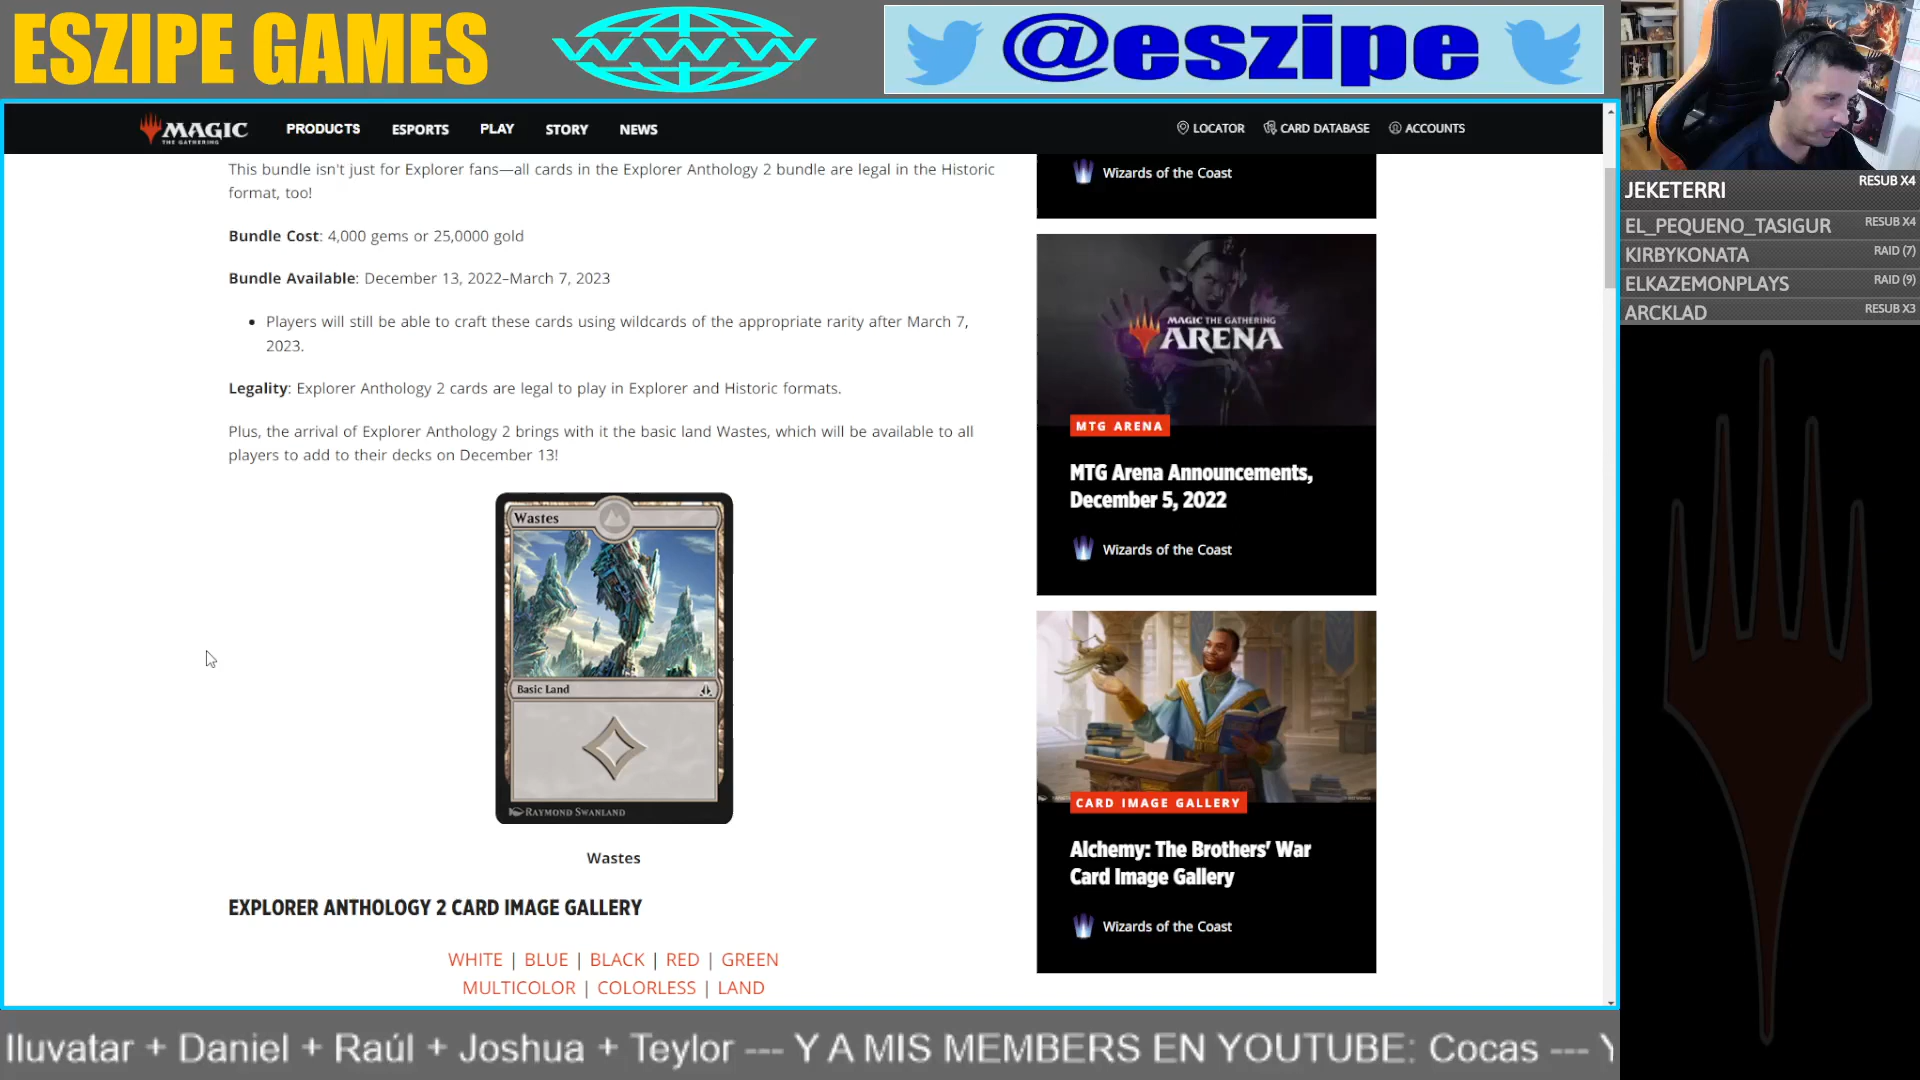 ESZIPE GAMES
WWW
@eszipe
MAGIC
THE GATHERING
PRODUCTS ESPORTS PLAY STORY NEWS
LOCATOR CARD DATABASE ACCOUNTS
This bundle isn't just for Explorer fans—all cards in the Explorer Anthology 2 bundle are legal in the Historic
format, too!
Bundle Cost: 4,000 gems or 25,0000 gold
Bundle Available: December 13, 2022–March 7, 2023
• Players will still be able to craft these cards using wildcards of the appropriate rarity after March 7,
2023.
Legality: Explorer Anthology 2 cards are legal to play in Explorer and Historic formats.
Plus, the arrival of Explorer Anthology 2 brings with it the basic land Wastes, which will be available to all
players to add to their decks on December 13!
Wastes
Basic Land
RAYMOND SWANLAND
Wastes
EXPLORER ANTHOLOGY 2 CARD IMAGE GALLERY
WHITE | BLUE | BLACK | RED | GREEN
MULTICOLOR | COLORLESS | LAND
Wizards of the Coast
MAGIC THE GATHERING
ARENA
MTG ARENA
MTG Arena Announcements,
December 5, 2022
Wizards of the Coast
CARD IMAGE GALLERY
Alchemy: The Brothers' War
Card Image Gallery
Wizards of the Coast
JEKETERRI RESUB X4
EL_PEQUENO_TASIGUR RESUB X4
KIRBYKONATA RAID (7)
ELKAZEMONPLAYS RAID (9)
ARCKLAD RESUB X3
Iluvatar + Daniel + Raúl + Joshua + Teylor --- Y A MIS MEMBERS EN YOUTUBE: Cocas --- Y